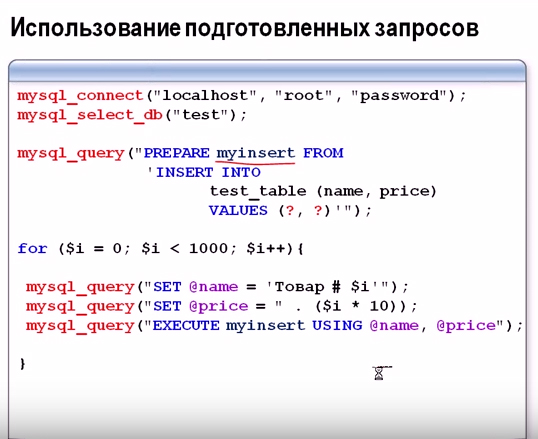 Использование подготовленных запросов
mysql_connect("localhost", "root", "password");
mysql_select_db("test");
mysql_query("PREPARE myinsert FROM
'INSERT INTO
test_table (name, price)
VALUES (?, ?)'");
for ($i = 0; $i < 1000; $i++){
mysql_query("SET @name = 'Товар # $i'");
mysql_query("SET @price = " . ($i * 10));
mysql_query("EXECUTE myinsert USING @name, @price");
}